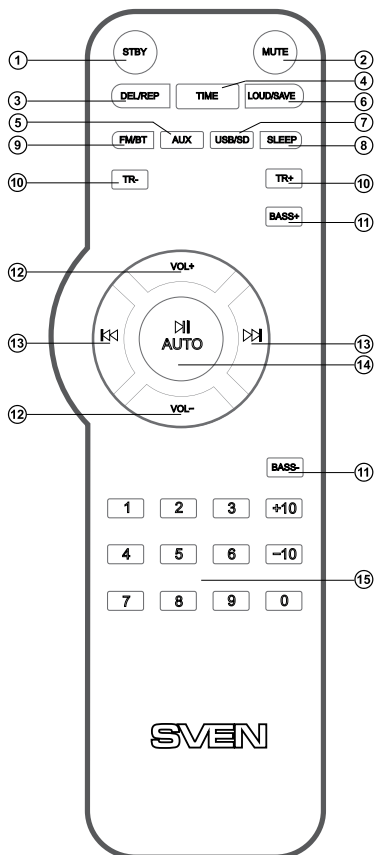 STBY MUTE
① ②
④
DEL/REP TIME LOUD/SAVE
③ ⑥
⑤ ⑦
FM/BT AUX USB/SD SLEEP
⑨ ⑧
TR- TR+
⑩ ⑩
BASS+
⑪
VOL+
⑫
AUTO
⑬ ⑬
⑭
VOL-
⑫
BASS-
⑪
1 2 3 +10
4 5 6 -10
⑮
7 8 9 0
SVEN